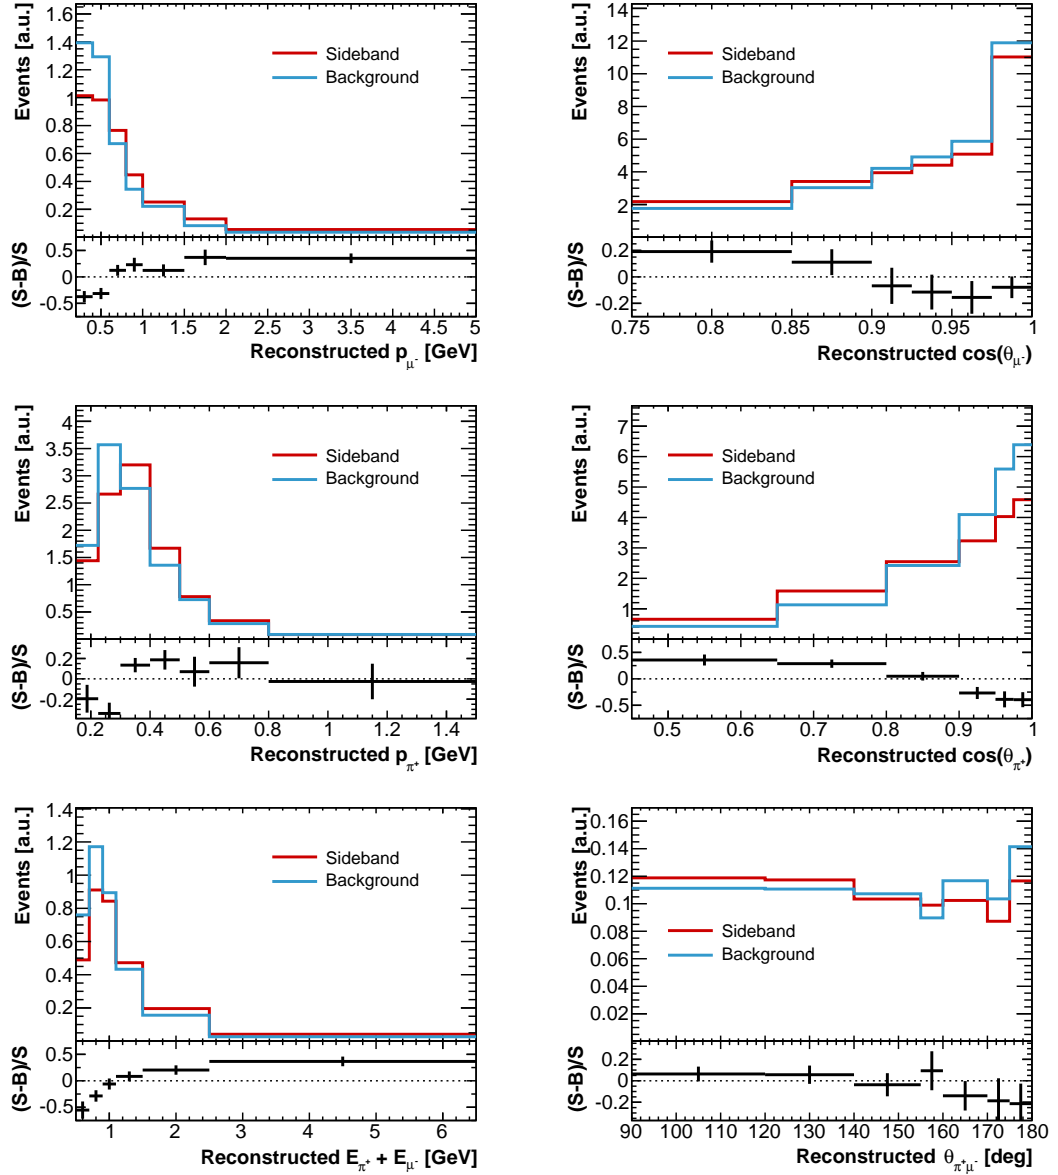 Events [a.u.]
1.6
1.4
1.2
1
0.8
0.6
0.4
0.2
Sideband
Background
(S-B)/S
0.5
0
-0.5
0.5 1 1.5 2 2.5 3 3.5 4 4.5 5
Reconstructed p_μ⁻ [GeV]
Events [a.u.]
14
12
10
8
6
4
2
Sideband
Background
(S-B)/S
0.2
0
-0.2
0.75 0.8 0.85 0.9 0.95 1
Reconstructed cos(θ_μ⁻)
Events [a.u.]
4
3.5
3
2.5
2
1.5
1
0.5
Sideband
Background
(S-B)/S
0.2
0
-0.2
0.2 0.4 0.6 0.8 1 1.2 1.4
Reconstructed p_π⁺ [GeV]
Events [a.u.]
7
6
5
4
3
2
1
Sideband
Background
(S-B)/S
0.5
0
-0.5
0.5 0.6 0.7 0.8 0.9 1
Reconstructed cos(θ_π⁺)
Events [a.u.]
1.4
1.2
1
0.8
0.6
0.4
0.2
Sideband
Background
(S-B)/S
0.5
0
-0.5
1 2 3 4 5 6
Reconstructed E_π⁺ + E_μ⁻ [GeV]
Events [a.u.]
0.16
0.14
0.12
0.1
0.08
0.06
0.04
0.02
Sideband
Background
(S-B)/S
0.2
0
-0.2
90 100 110 120 130 140 150 160 170 180
Reconstructed θ_π⁺μ⁻ [deg]